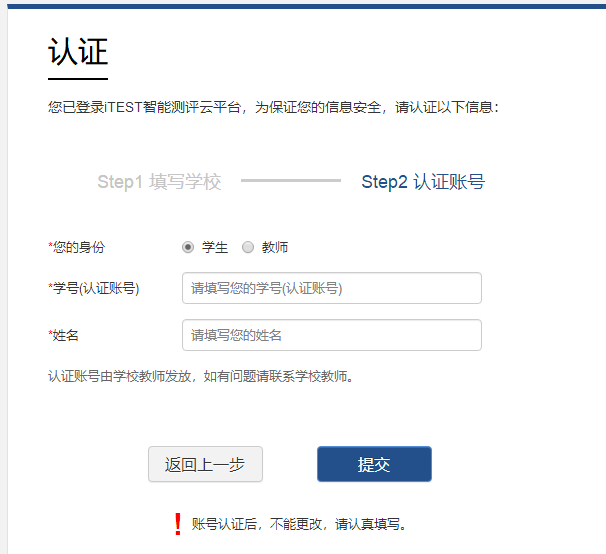 认证
您已登录iTEST智能测评云平台，为保证您的信息安全，请认证以下信息：
Step1 填写学校 Step2 认证账号
*您的身份 学生 教师
*学号(认证账号) 请填写您的学号(认证账号)
*姓名 请填写您的姓名
认证账号由学校教师发放，如有问题请联系学校教师。
返回上一步 提交
！ 账号认证后，不能更改，请认真填写。